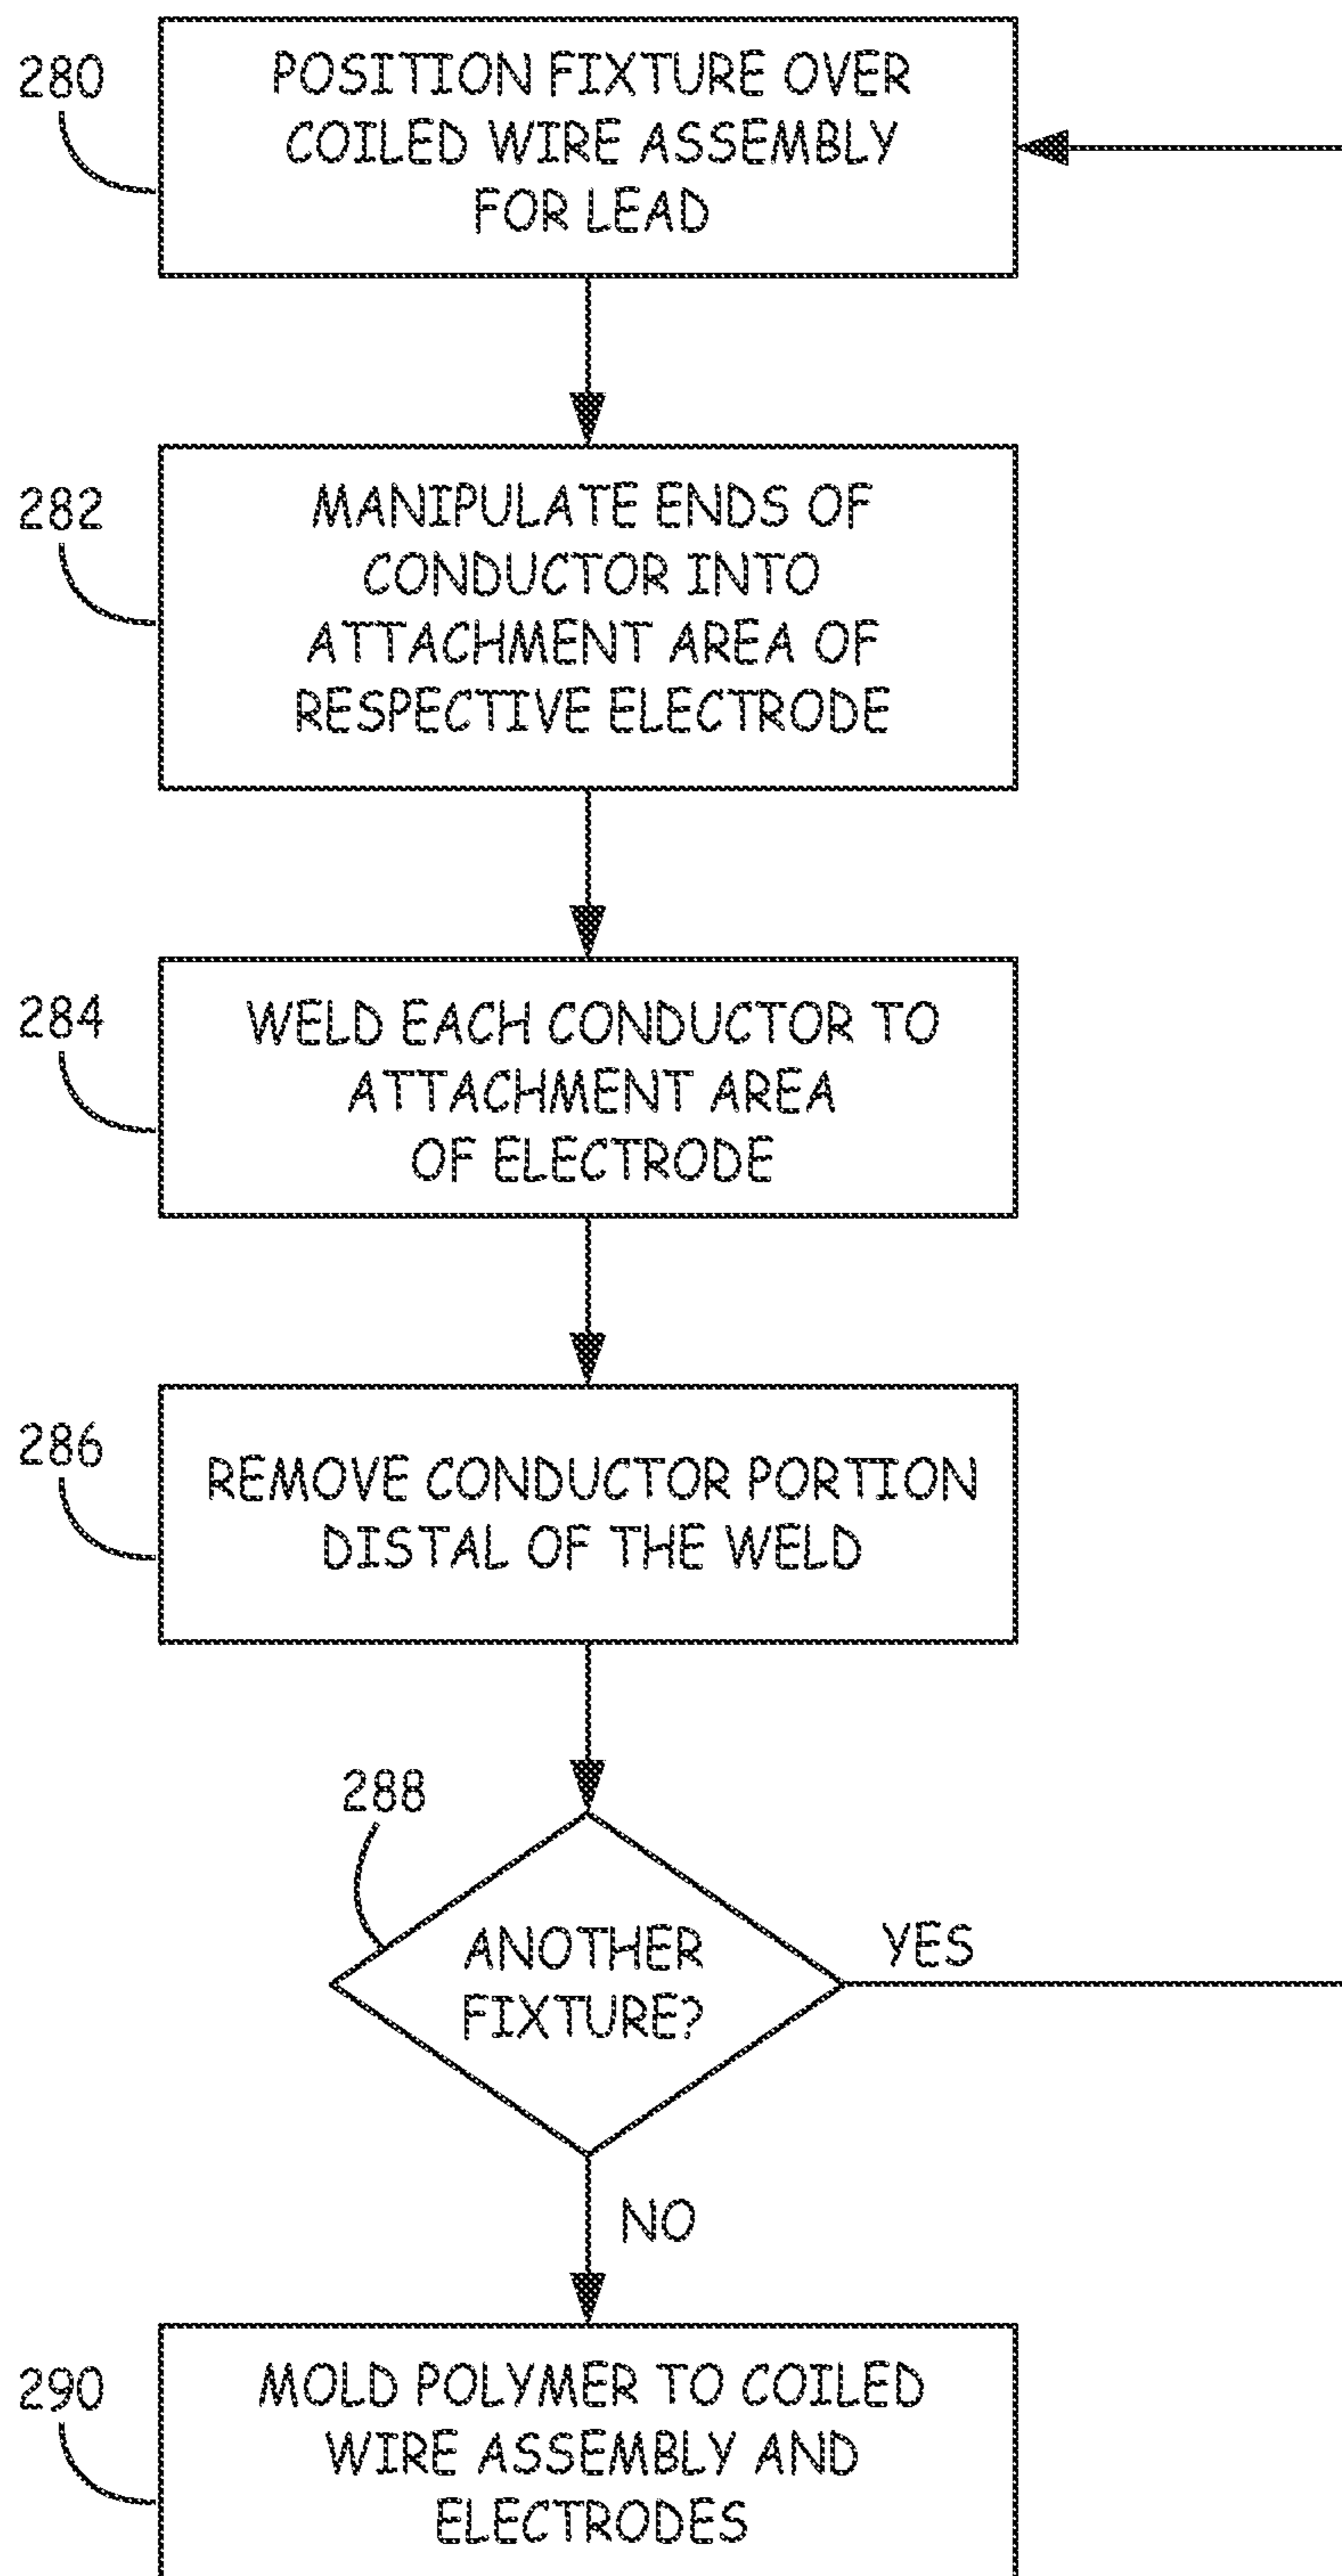 280
POSITION FIXTURE OVER
COILED WIRE ASSEMBLY
FOR LEAD
282
MANIPULATE ENDS OF
CONDUCTOR INTO
ATTACHMENT AREA OF
RESPECTIVE ELECTRODE
284
WELD EACH CONDUCTOR TO
ATTACHMENT AREA
OF ELECTRODE
286
REMOVE CONDUCTOR PORTION
DISTAL OF THE WELD
288
ANOTHER
FIXTURE?
YES
NO
290
MOLD POLYMER TO COILED
WIRE ASSEMBLY AND
ELECTRODES